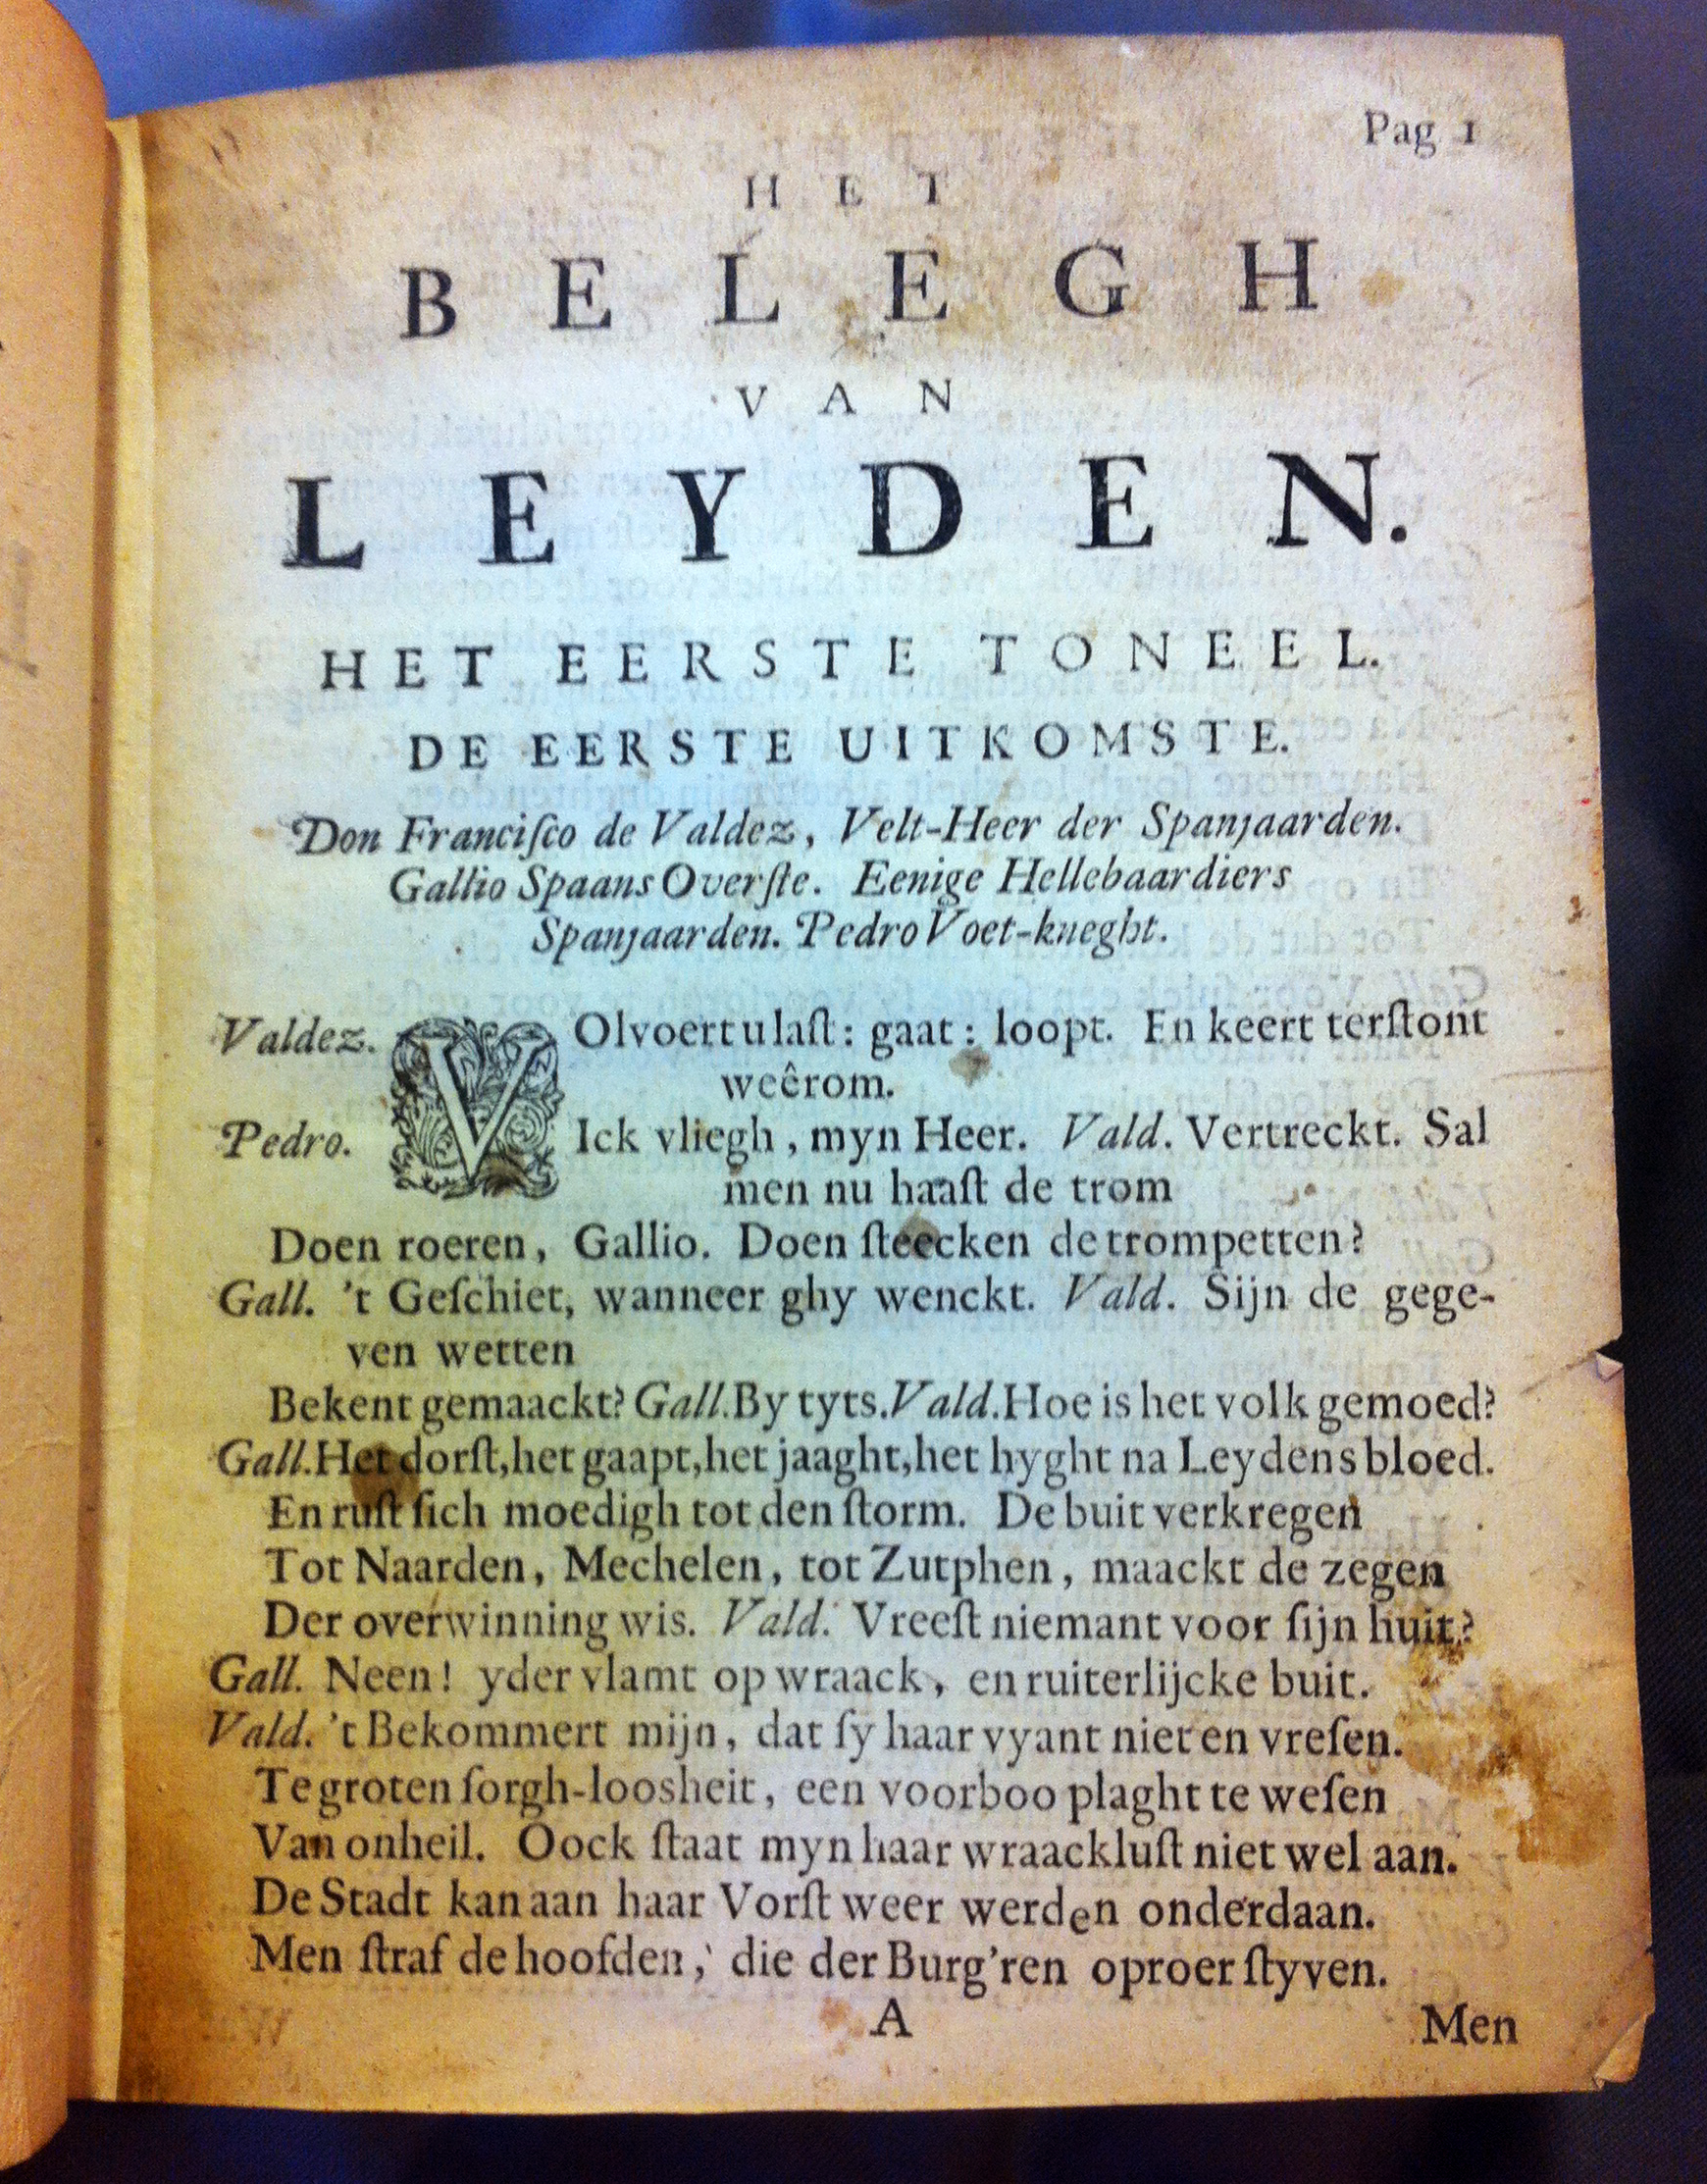 Pag 1
HET
BELEGH
VAN
LEYDEN.
HET EERSTE TONEEL.
DE EERSTE UITKOMSTE.
Don Franciſco de Valdez, Velt-Heer der Spanjaarden.
Gallio Spaans Overſte. Eenige Hellebaardiers
Spanjaarden. Pedro Voet-kneght.
Valdez. VOlvoert u laſt: gaat: loopt. En keert terſtont
weêrom.
Pedro. Ick vliegh, myn Heer. Vald. Vertreckt. Sal
men nu haaſt de trom
Doen roeren, Gallio. Doen ſteecken de trompetten?
Gall. 't Geſchiet, wanneer ghy wenckt. Vald. Sijn de gege-
ven wetten
Bekent gemaackt? Gall. By tyts. Vald. Hoe is het volk gemoed?
Gall. Het dorſt, het gaapt, het jaaght, het hyght na Leydens bloed.
En ruſt ſich moedigh tot den ſtorm. De buit verkregen
Tot Naarden, Mechelen, tot Zutphen, maackt de zegen
Der overwinning wis. Vald. Vreeſt niemant voor ſijn huit?
Gall. Neen! yder vlamt op wraack, en ruiterlijcke buit.
Vald. 't Bekommert mijn, dat ſy haar vyant niet en vreſen.
Te groten ſorgh-loosheit, een voorboo plaght te weſen
Van onheil. Oock ſtaat myn haar wraackluſt niet wel aan.
De Stadt kan aan haar Vorſt weer werden onderdaan.
Men ſtraf de hoofden, die der Burg'ren oproer ſtyven.
A
Men